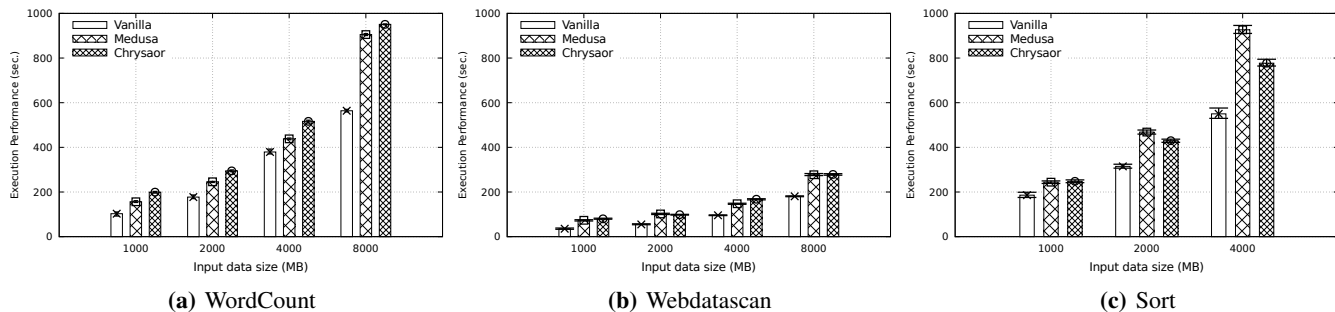 1000
800
600
400
200
0
Execution Performance (sec.)
Vanilla
Medusa
Chrysaor
1000 2000 4000 8000
Input data size (MB)
(a) WordCount
1000
800
600
400
200
0
Execution Performance (sec.)
Vanilla
Medusa
Chrysaor
1000 2000 4000 8000
Input data size (MB)
(b) Webdatascan
1000
800
600
400
200
0
Execution Performance (sec.)
Vanilla
Medusa
Chrysaor
1000 2000 4000
Input data size (MB)
(c) Sort